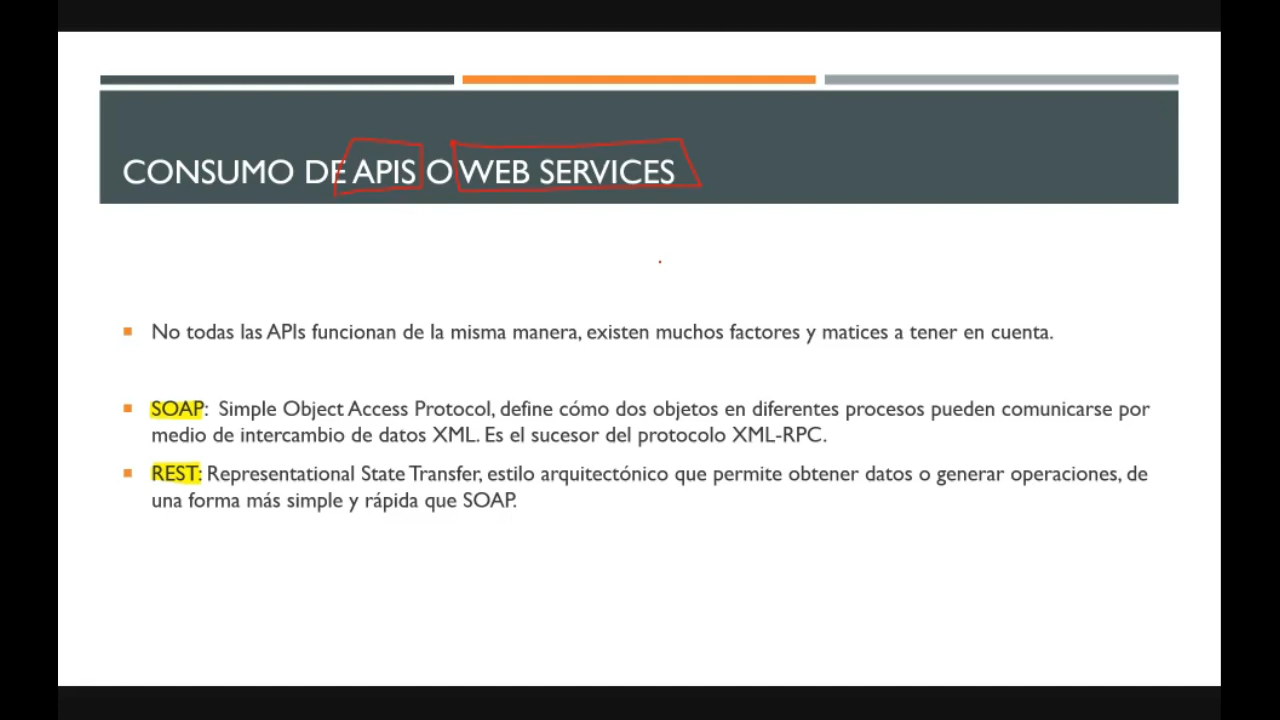 CONSUMO DE APIS O WEB SERVICES
No todas las APIs funcionan de la misma manera, existen muchos factores y matices a tener en cuenta.
SOAP: Simple Object Access Protocol, define cómo dos objetos en diferentes procesos pueden comunicarse por
medio de intercambio de datos XML. Es el sucesor del protocolo XML-RPC.
REST: Representational State Transfer, estilo arquitectónico que permite obtener datos o generar operaciones, de
una forma más simple y rápida que SOAP.